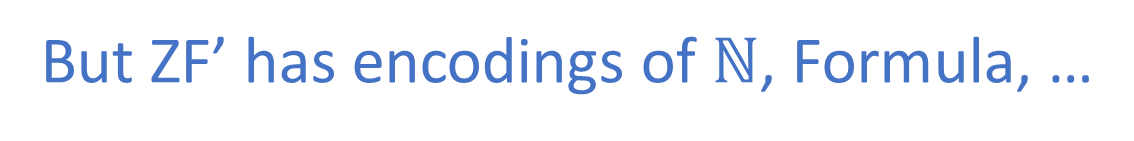 But ZF’ has encodings of ℕ, Formula, …